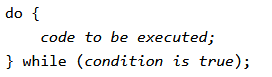 do {
    code to be executed;
} while (condition is true);